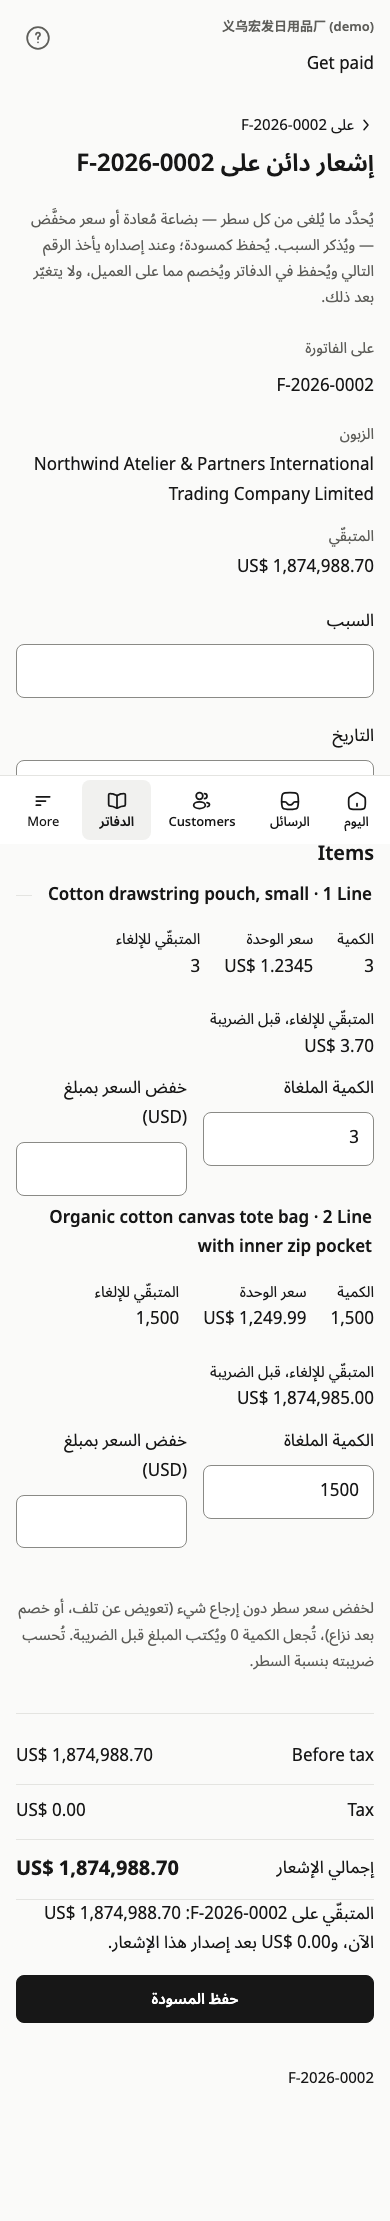 义乌宏发日用品厂 (demo)
Get paid
على F-2026-0002
إشعار دائن على F-2026-0002
يُحدَّد ما يُلغى من كل سطر — بضاعة مُعادة أو سعر مخفَّض
— ويُذكر السبب. يُحفظ كمسودة؛ وعند إصداره يأخذ الرقم
التالي ويُحفظ في الدفاتر ويُخصم مما على العميل، ولا يتغيّر
بعد ذلك.
على الفاتورة
F-2026-0002
الزبون
Northwind Atelier & Partners International
Trading Company Limited
المتبقّي
US$ 1,874,988.70
السبب
التاريخ
اليوم
الرسائل
Customers
الدفاتر
More
Items
Cotton drawstring pouch, small · 1 Line
الكمية سعر الوحدة المتبقّي للإلغاء
3 US$ 1.2345 3
المتبقّي للإلغاء، قبل الضريبة
US$ 3.70
الكمية الملغاة
3
خفض السعر بمبلغ
(USD)
Organic cotton canvas tote bag · 2 Line
with inner zip pocket
الكمية سعر الوحدة المتبقّي للإلغاء
1,500 US$ 1,249.99 1,500
المتبقّي للإلغاء، قبل الضريبة
US$ 1,874,985.00
الكمية الملغاة
1500
خفض السعر بمبلغ
(USD)
لخفض سعر سطر دون إرجاع شيء (تعويض عن تلف، أو خصم
بعد نزاع)، تُجعل الكمية 0 ويُكتب المبلغ قبل الضريبة. تُحسب
ضريبته بنسبة السطر.
Before tax US$ 1,874,988.70
Tax US$ 0.00
إجمالي الإشعار US$ 1,874,988.70
المتبقّي على F-2026-0002: US$ 1,874,988.70
الآن، وUS$ 0.00 بعد إصدار هذا الإشعار.
حفظ المسودة
F-2026-0002